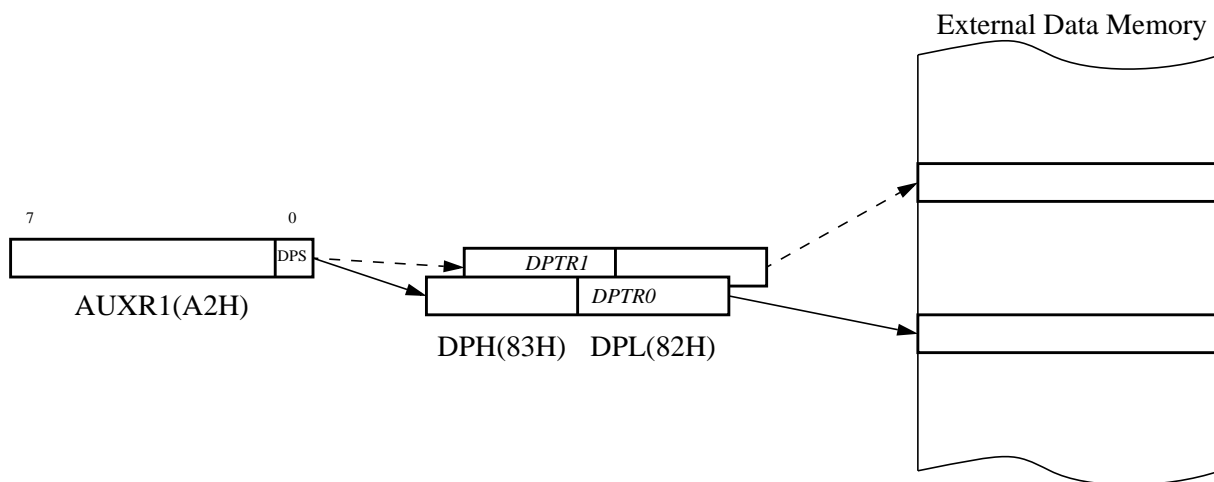 External Data Memory
7 0
DPS
DPTR1
DPTR0
AUXR1(A2H)
DPH(83H) DPL(82H)